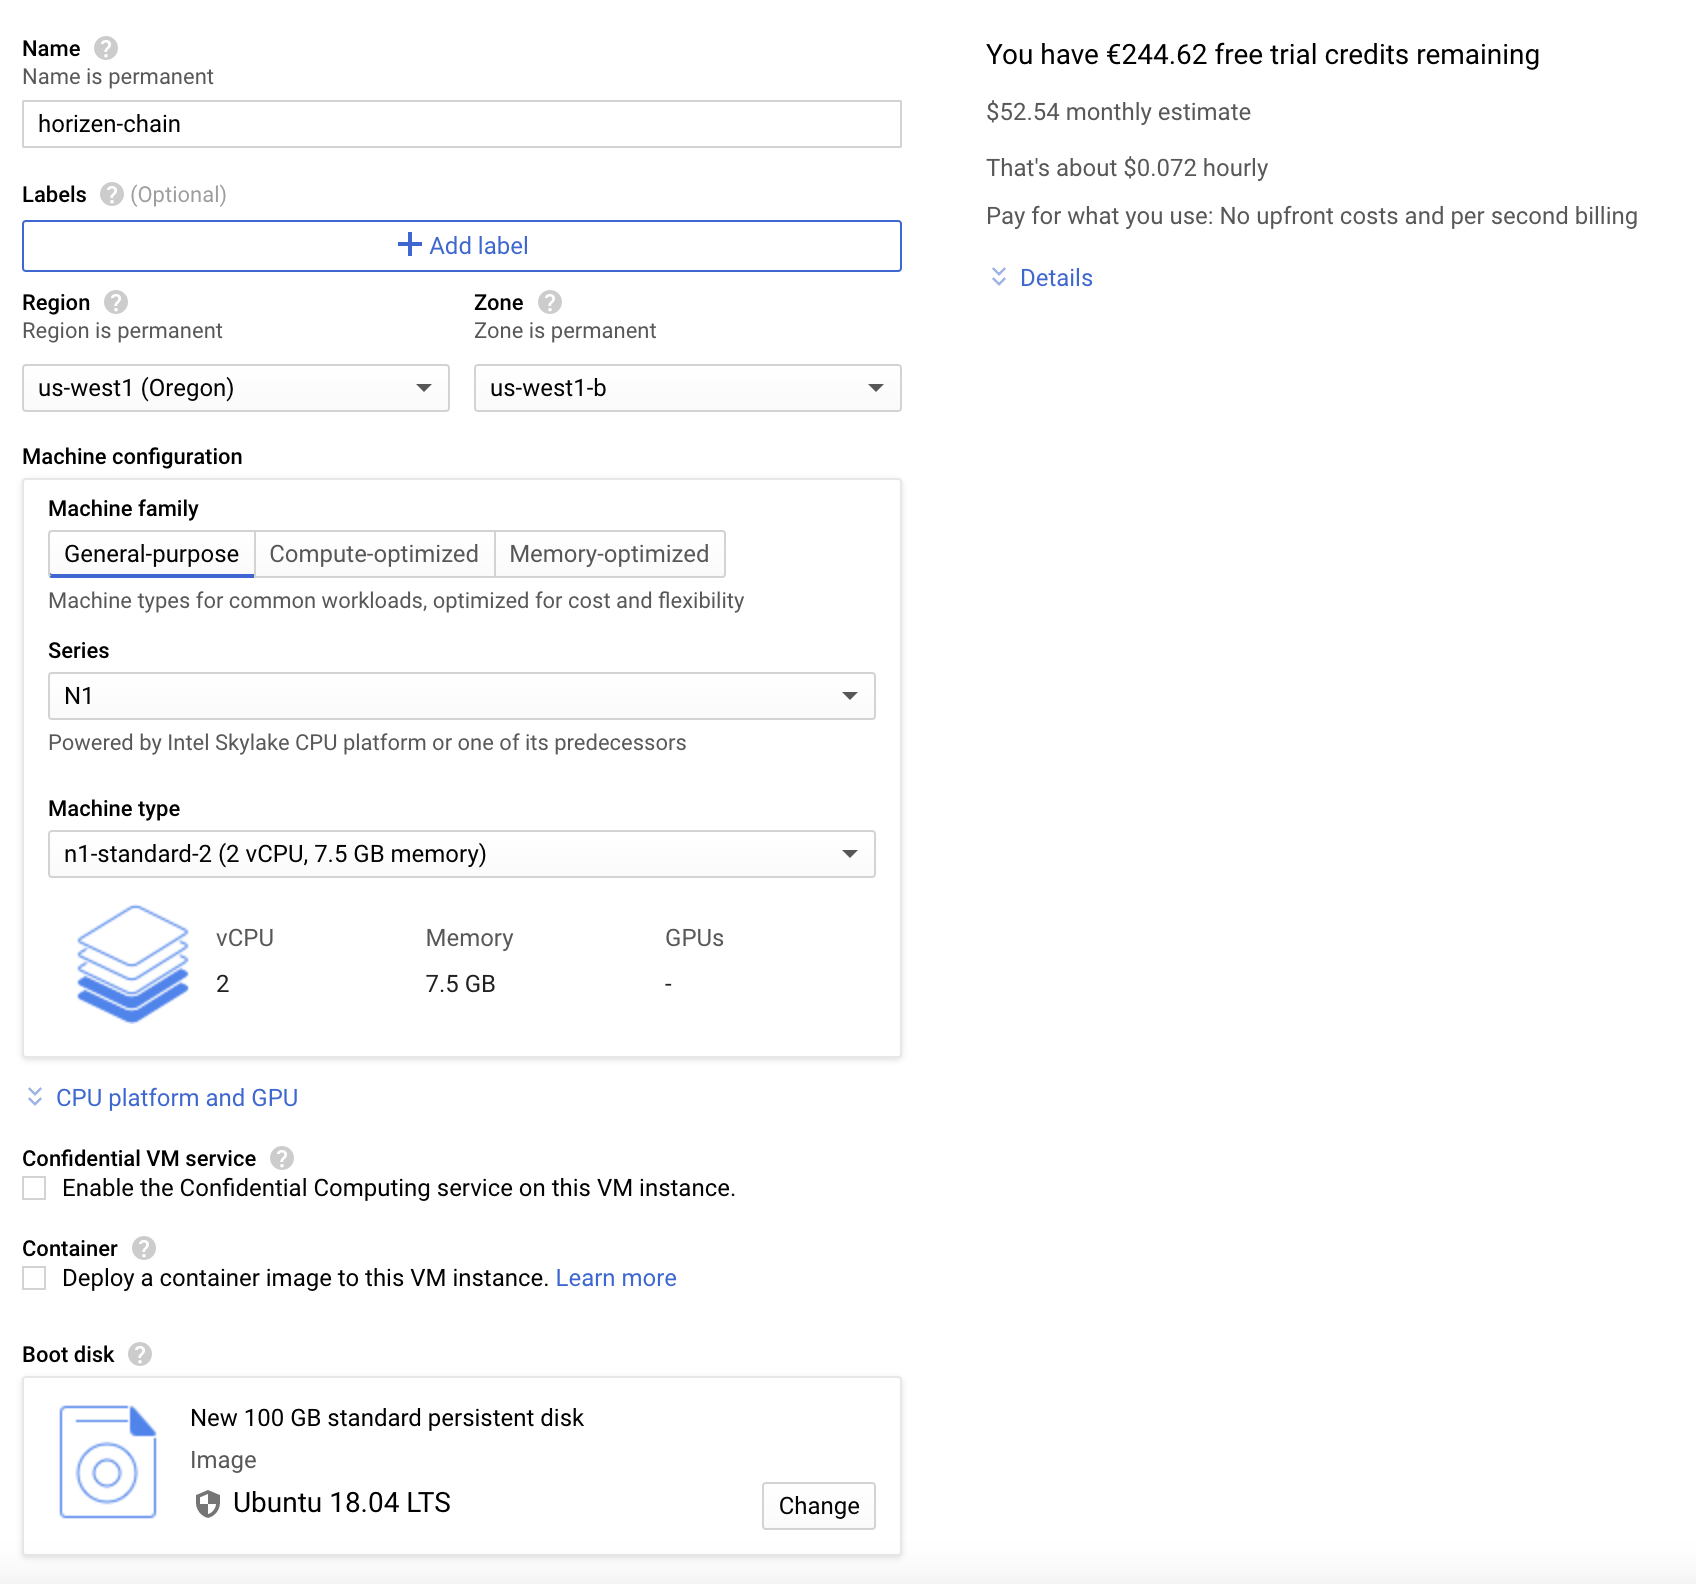 Name
Name is permanent
horizen-chain
Labels (Optional)
Add label
Region
Region is permanent
us-west1 (Oregon)
Zone
Zone is permanent
us-west1-b
Machine configuration
Machine family
General-purpose Compute-optimized Memory-optimized
Machine types for common workloads, optimized for cost and flexibility
Series
N1
Powered by Intel Skylake CPU platform or one of its predecessors
Machine type
n1-standard-2 (2 vCPU, 7.5 GB memory)
vCPU Memory GPUs
2 7.5 GB -
CPU platform and GPU
Confidential VM service
Enable the Confidential Computing service on this VM instance.
Container
Deploy a container image to this VM instance. Learn more
Boot disk
New 100 GB standard persistent disk
Image
Ubuntu 18.04 LTS
Change
You have €244.62 free trial credits remaining
$52.54 monthly estimate
That's about $0.072 hourly
Pay for what you use: No upfront costs and per second billing
Details